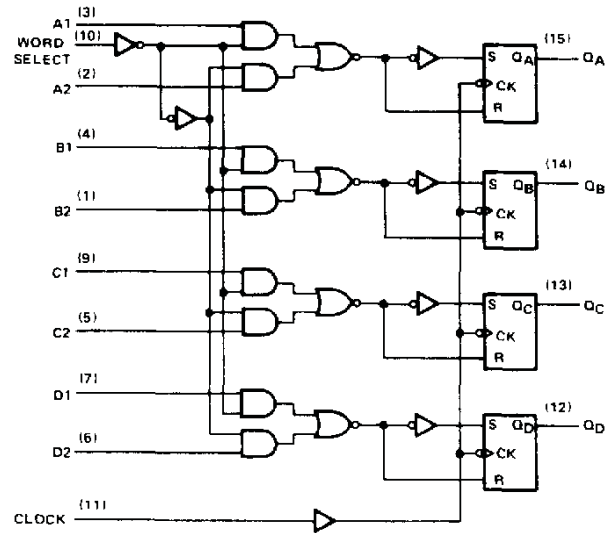 A1 (3)
WORD SELECT (10)
A2 (2)
S QA (15) QA
CK
R
B1 (4)
B2 (1)
S QB (14) QB
CK
R
C1 (9)
C2 (5)
S QC (13) QC
CK
R
D1 (7)
D2 (6)
S QD (12) QD
CK
R
CLOCK (11)